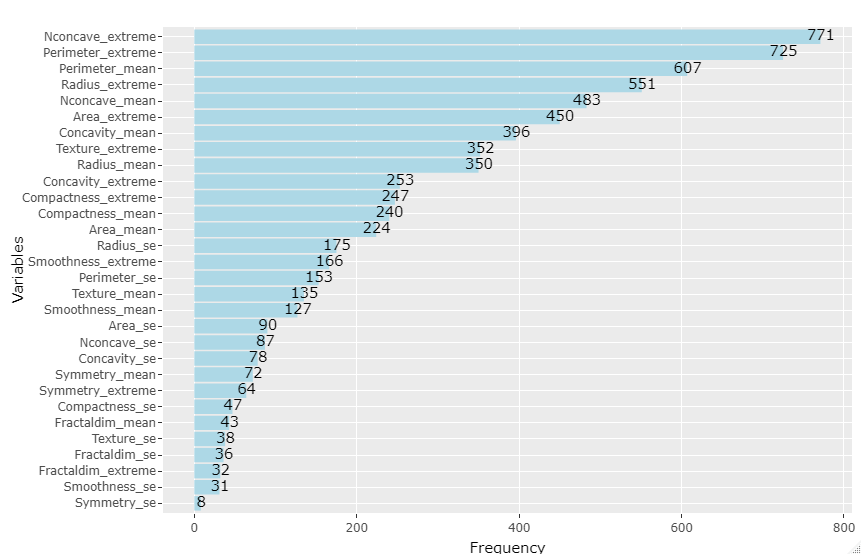 Nconcave_extreme 771
Perimeter_extreme 725
Perimeter_mean 607
Radius_extreme 551
Nconcave_mean 483
Area_extreme 450
Concavity_mean 396
Texture_extreme 352
Radius_mean 350
Concavity_extreme 253
Compactness_extreme 247
Compactness_mean 240
Area_mean 224
Radius_se 175
Smoothness_extreme 166
Perimeter_se 153
Texture_mean 135
Smoothness_mean 127
Area_se 90
Nconcave_se 87
Concavity_se 78
Symmetry_mean 72
Symmetry_extreme 64
Compactness_se 47
Fractaldim_mean 43
Texture_se 38
Fractaldim_se 36
Fractaldim_extreme 32
Smoothness_se 31
Symmetry_se 8
Variables
0 200 400 600 800
Frequency